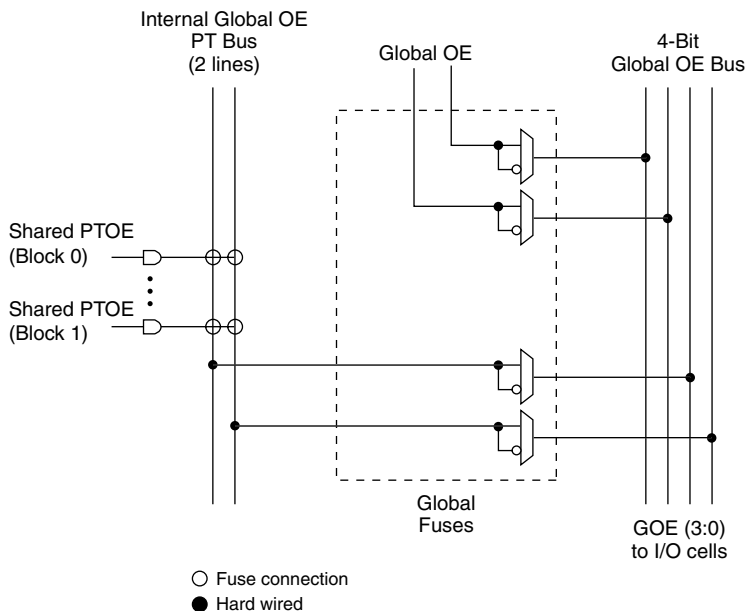 Internal Global OE
PT Bus
(2 lines)
Global OE
4-Bit
Global OE Bus
Shared PTOE
(Block 0)
Shared PTOE
(Block 1)
Global
Fuses
GOE (3:0)
to I/O cells
Fuse connection
Hard wired